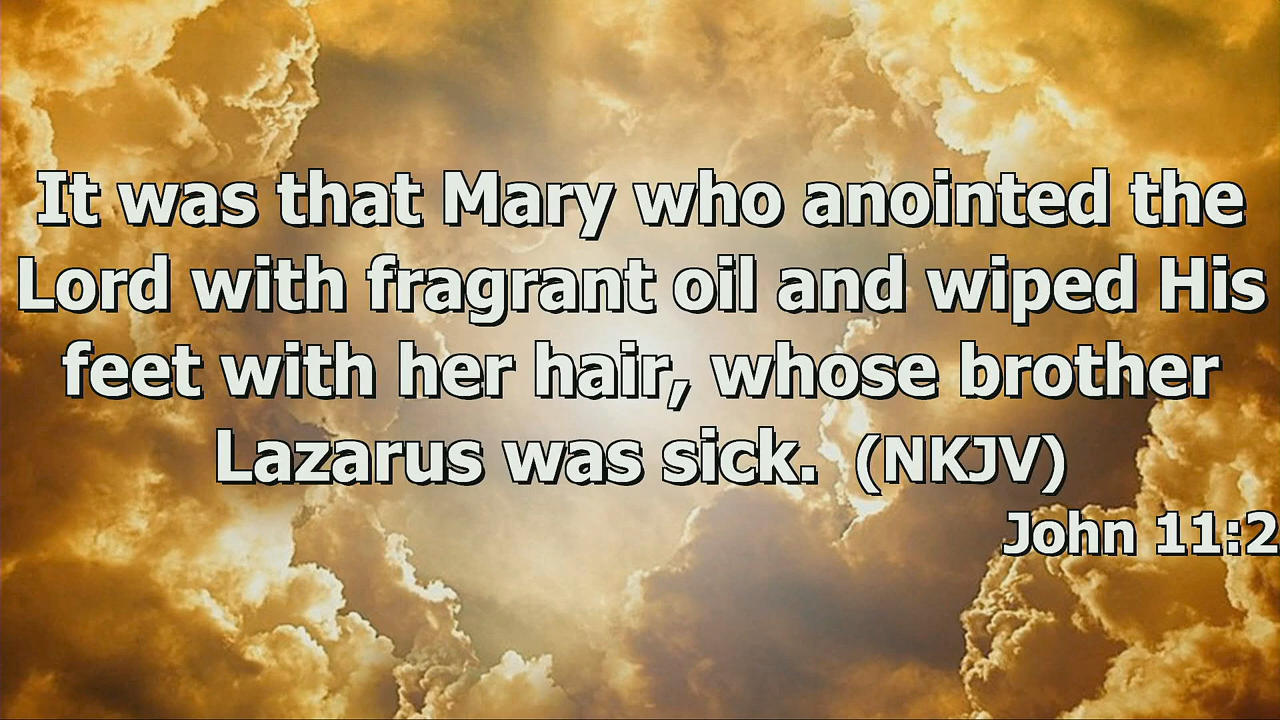 It was that Mary who anointed the
Lord with fragrant oil and wiped His
feet with her hair, whose brother
Lazarus was sick. (NKJV)
John 11:2